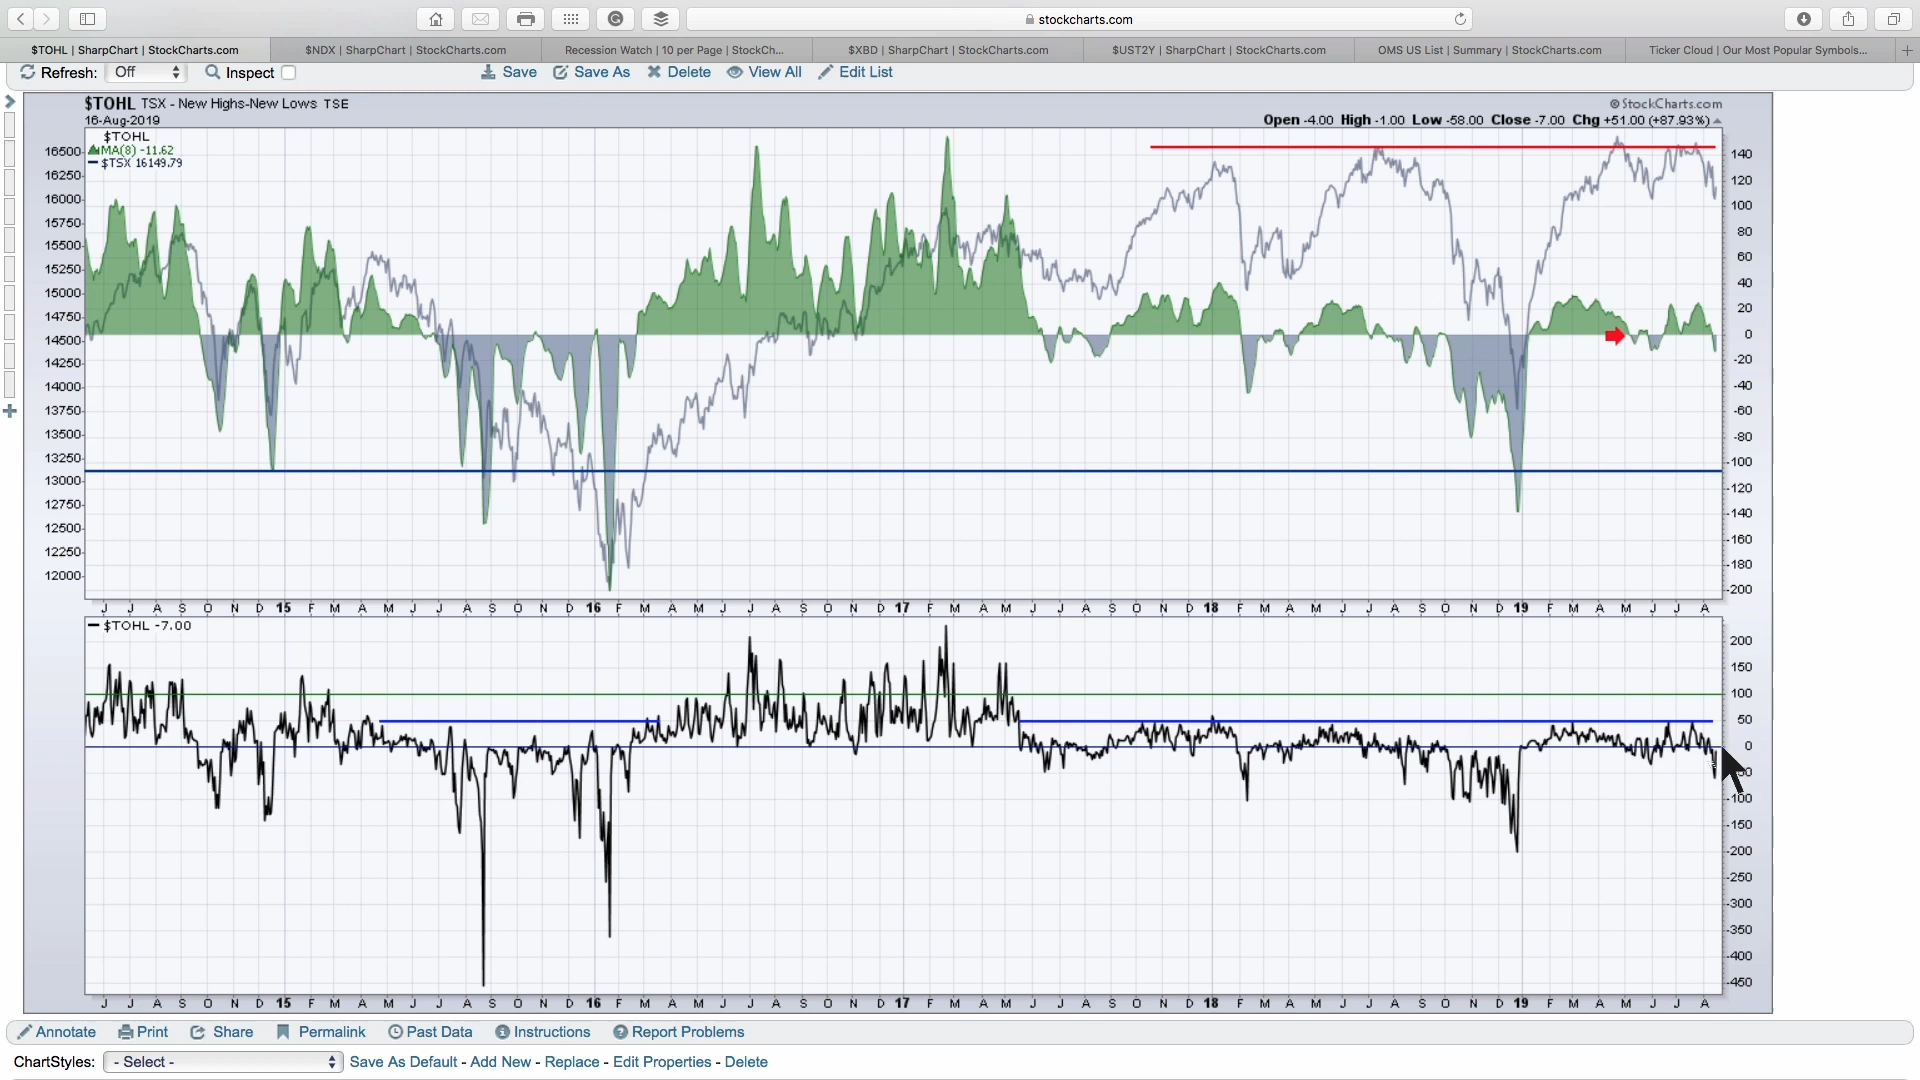 stockcharts.com
$TOHL | SharpChart | StockCharts.com
$NDX | SharpChart | StockCharts.com
Recession Watch | 10 per Page | StockCh...
$XBD | SharpChart | StockCharts.com
$UST2Y | SharpChart | StockCharts.com
OMS US List | Summary | StockCharts.com
Ticker Cloud | Our Most Popular Symbols...
Refresh: Off Inspect Save Save As Delete View All Edit List
$TOHL TSX - New Highs-New Lows TSE
© StockCharts.com
16-Aug-2019
Open -4.00 High -1.00 Low -58.00 Close -7.00 Chg +51.00 (+87.93%)
$TOHL
MA(8) -11.62
$TSX 16149.79
16500
16250
16000
15750
15500
15250
15000
14750
14500
14250
14000
13750
13500
13250
13000
12750
12500
12250
12000
140
120
100
80
60
40
20
0
-20
-40
-60
-80
-100
-120
-140
-160
-180
-200
J J A S O N D 15 F M A M J J A S O N D 16 F M A M J J A S O N D 17 F M A M J J A S O N D 18 F M A M J J A S O N D 19 F M A M J J A
$TOHL -7.00
200
150
100
50
0
-100
-150
-200
-250
-300
-350
-400
-450
J J A S O N D 15 F M A M J J A S O N D 16 F M A M J J A S O N D 17 F M A M J J A S O N D 18 F M A M J J A S O N D 19 F M A M J J A
Annotate Print Share Permalink Past Data Instructions Report Problems
ChartStyles: - Select - Save As Default - Add New - Replace - Edit Properties - Delete